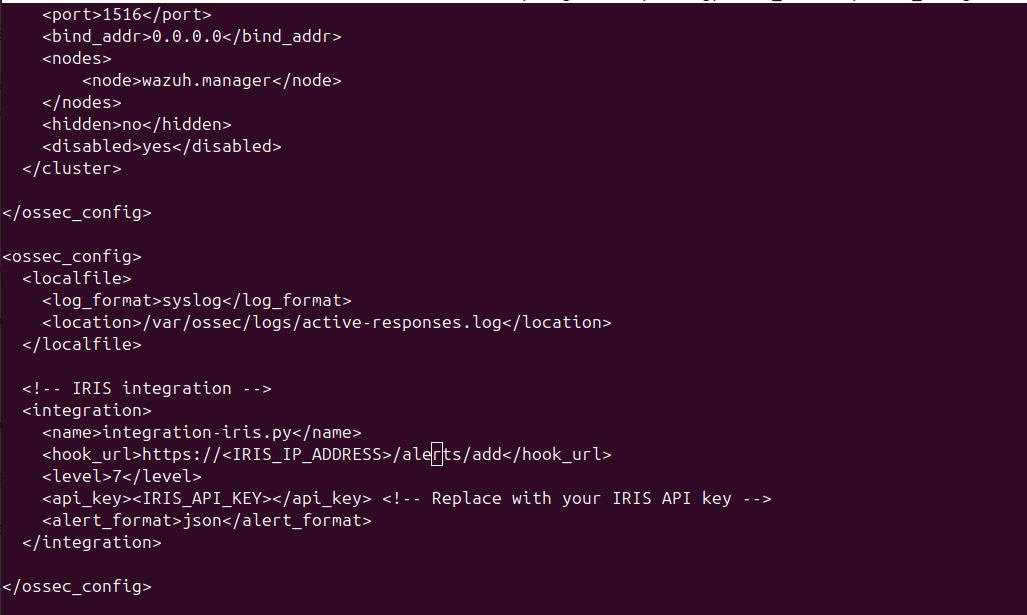 <port>1516</port>
<bind_addr>0.0.0.0</bind_addr>
<nodes>
<node>wazuh.manager</node>
</nodes>
<hidden>no</hidden>
<disabled>yes</disabled>
</cluster>
</ossec_config>
<ossec_config>
<localfile>
<log_format>syslog</log_format>
<location>/var/ossec/logs/active-responses.log</location>
</localfile>
<!-- IRIS integration -->
<integration>
<name>integration-iris.py</name>
<hook_url>https://<IRIS_IP_ADDRESS>/alerts/add</hook_url>
<level>7</level>
<api_key><IRIS_API_KEY></api_key> <!-- Replace with your IRIS API key -->
<alert_format>json</alert_format>
</integration>
</ossec_config>